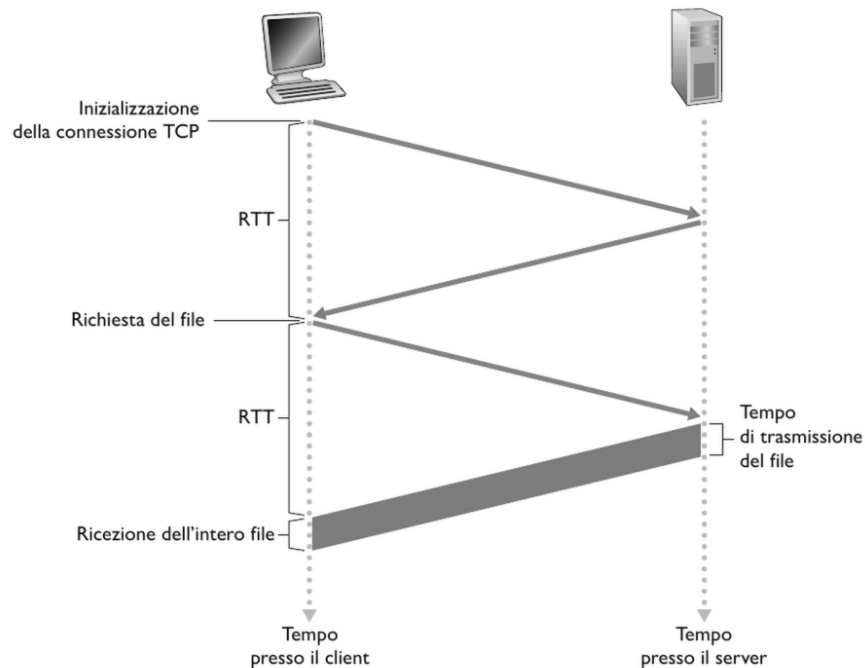 Inizializzazione
della connessione TCP
RTT
Richiesta del file
RTT
Tempo
di trasmissione
del file
Ricezione dell'intero file
Tempo
presso il client
Tempo
presso il server